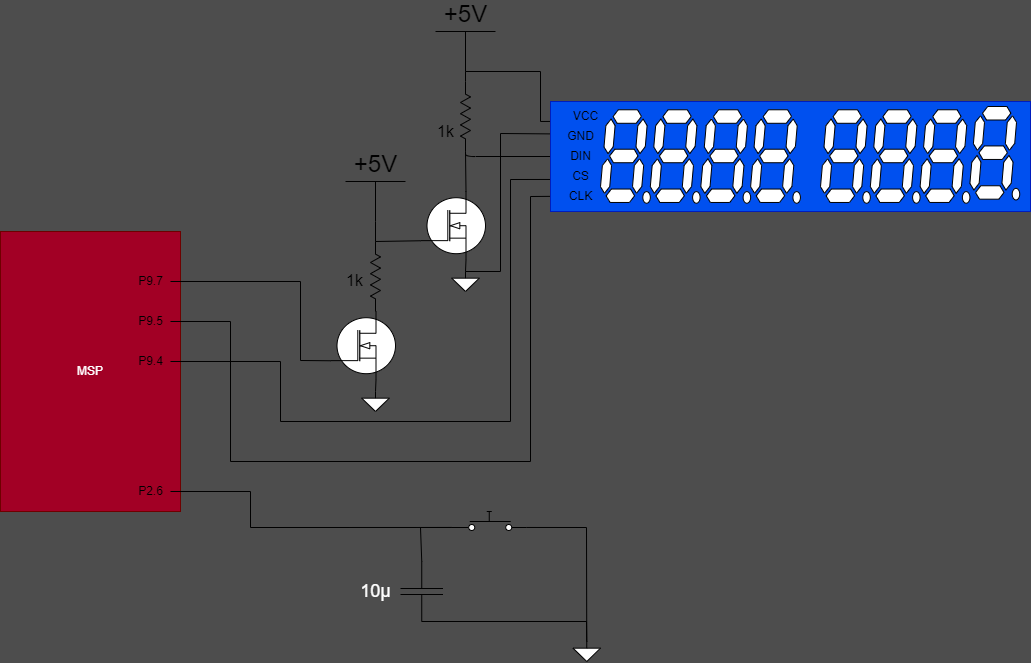 +5V
VCC
GND
1k
DIN
+5V
CS
CLK
1k
P9.7
P9.5
P9.4
MSP
P2.6
10µ